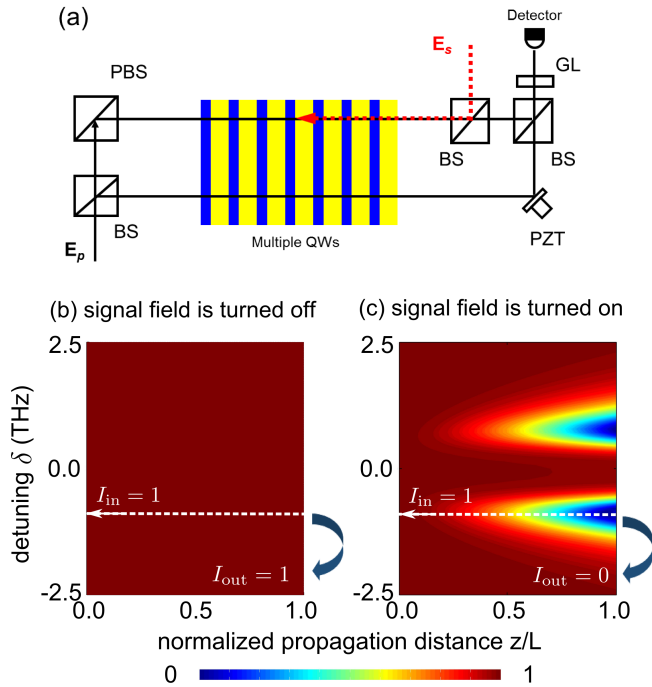 (a)
Detector
E_s
PBS
GL
BS
BS
BS
Multiple QWs
PZT
E_p
(b) signal field is turned off
(c) signal field is turned on
2.5
2.5
detuning δ (THz)
0.0
0.0
I_in = 1
I_in = 1
I_out = 1
I_out = 0
-2.5
-2.5
0.0
0.5
1.0
0.0
0.5
1.0
normalized propagation distance z/L
0
1